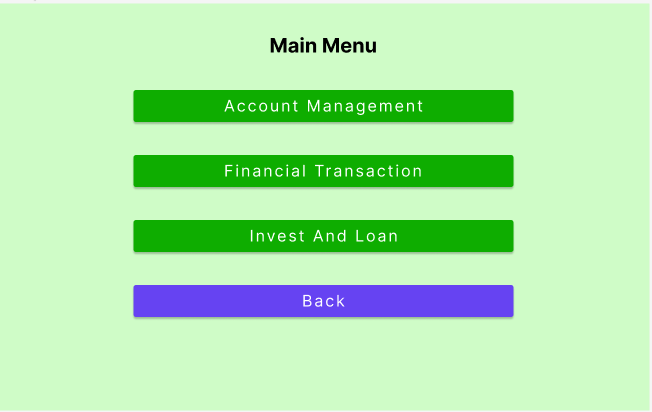 Main Menu
Account Management
Financial Transaction
Invest And Loan
Back